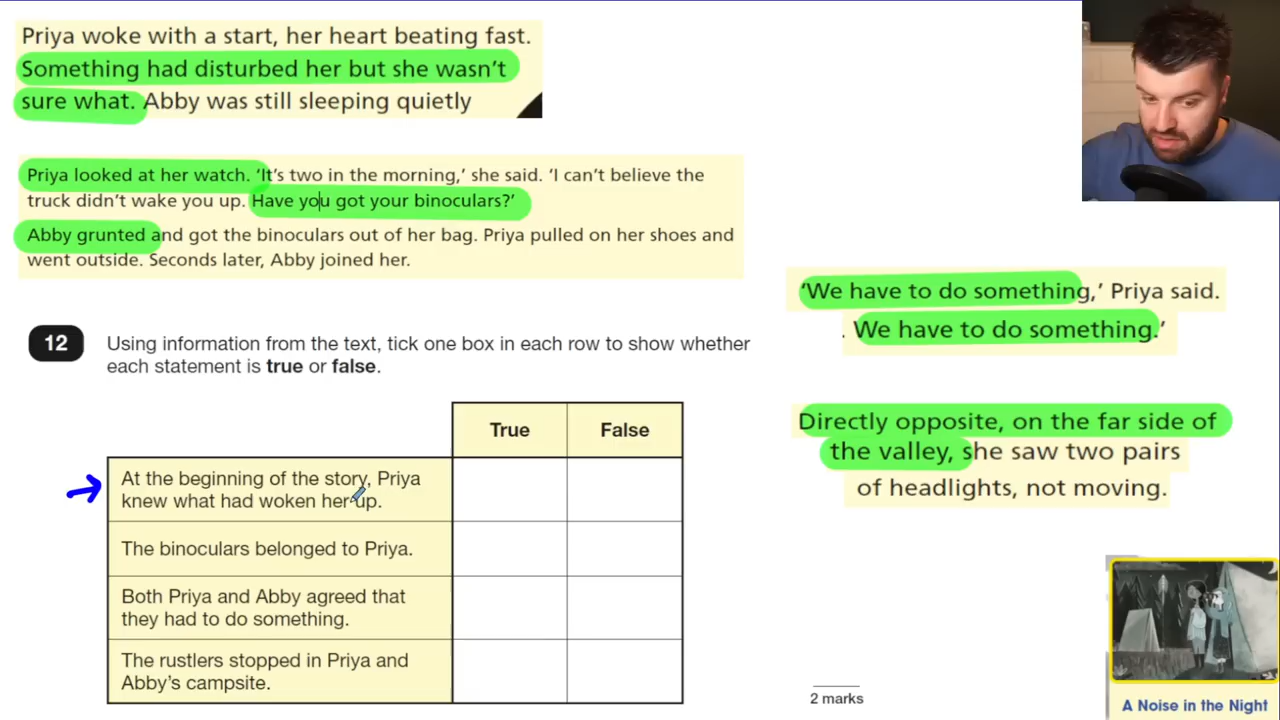 Priya woke with a start, her heart beating fast.
Something had disturbed her but she wasn't
sure what. Abby was still sleeping quietly
Priya looked at her watch. 'It's two in the morning,' she said. 'I can't believe the
truck didn't wake you up. Have you got your binoculars?'
Abby grunted and got the binoculars out of her bag. Priya pulled on her shoes and
went outside. Seconds later, Abby joined her.
'We have to do something,' Priya said.
. We have to do something.'
Directly opposite, on the far side of
the valley, she saw two pairs
of headlights, not moving.
12 Using information from the text, tick one box in each row to show whether
each statement is true or false.
True False
At the beginning of the story, Priya
knew what had woken her up.
The binoculars belonged to Priya.
Both Priya and Abby agreed that
they had to do something.
The rustlers stopped in Priya and
Abby's campsite.
2 marks
A Noise in the Night